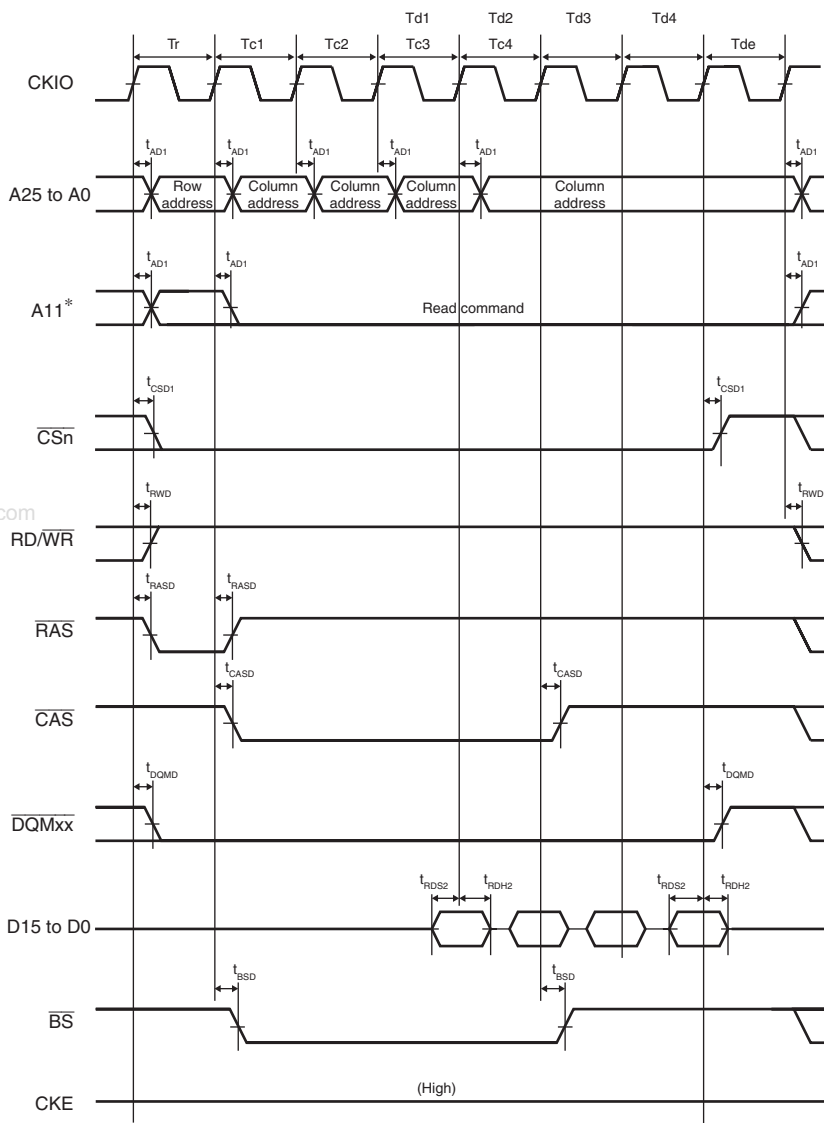 Td1 Td2 Td3 Td4
Tr Tc1 Tc2 Tc3 Tc4 Tde
CKIO
tAD1 tAD1 tAD1 tAD1 tAD1 tAD1
A25 to A0
Row address
Column address
Column address
Column address
Column address
tAD1 tAD1 tAD1
A11*
Read command
tCSD1 tCSD1
CSn
.com
tRWD tRWD
RD/WR
tRASD tRASD
RAS
tCASD tCASD
CAS
tDQMD tDQMD
DQMxx
tRDS2 tRDH2 tRDS2 tRDH2
D15 to D0
tBSD tBSD
BS
(High)
CKE